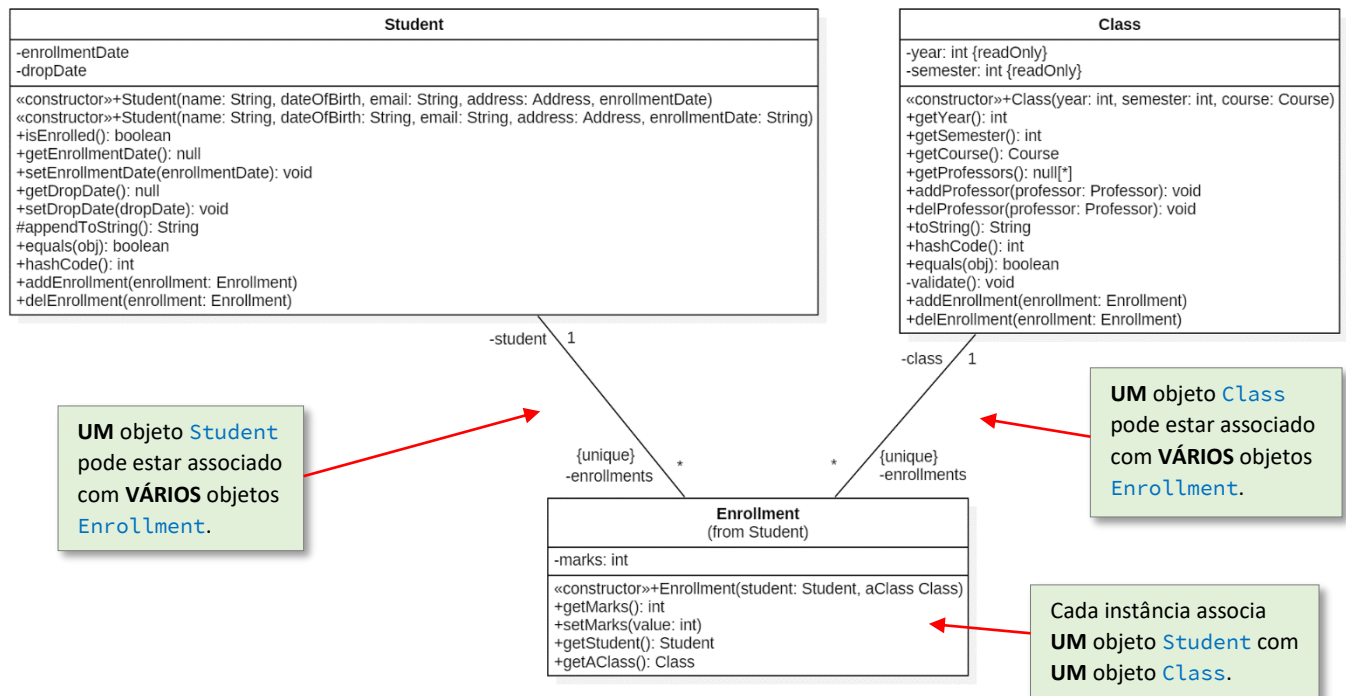 Student
-enrollmentDate
-dropDate
«constructor»+Student(name: String, dateOfBirth, email: String, address: Address, enrollmentDate)
«constructor»+Student(name: String, dateOfBirth: String, email: String, address: Address, enrollmentDate: String)
+isEnrolled(): boolean
+getEnrollmentDate(): null
+setEnrollmentDate(enrollmentDate): void
+getDropDate(): null
+setDropDate(dropDate): void
#appendToString(): String
+equals(obj): boolean
+hashCode(): int
+addEnrollment(enrollment: Enrollment)
+delEnrollment(enrollment: Enrollment)
Class
-year: int {readOnly}
-semester: int {readOnly}
«constructor»+Class(year: int, semester: int, course: Course)
+getYear(): int
+getSemester(): int
+getCourse(): Course
+getProfessors(): null[*]
+addProfessor(professor: Professor): void
+delProfessor(professor: Professor): void
+toString(): String
+hashCode(): int
+equals(obj): boolean
-validate(): void
+addEnrollment(enrollment: Enrollment)
+delEnrollment(enrollment: Enrollment)
-student 1
-class 1
UM objeto Student
pode estar associado
com VÁRIOS objetos
Enrollment.
UM objeto Class
pode estar associado
com VÁRIOS objetos
Enrollment.
{unique} *
-enrollments
* {unique}
-enrollments
Enrollment
(from Student)
-marks: int
«constructor»+Enrollment(student: Student, aClass Class)
+getMarks(): int
+setMarks(value: int)
+getStudent(): Student
+getAClass(): Class
Cada instância associa
UM objeto Student com
UM objeto Class.